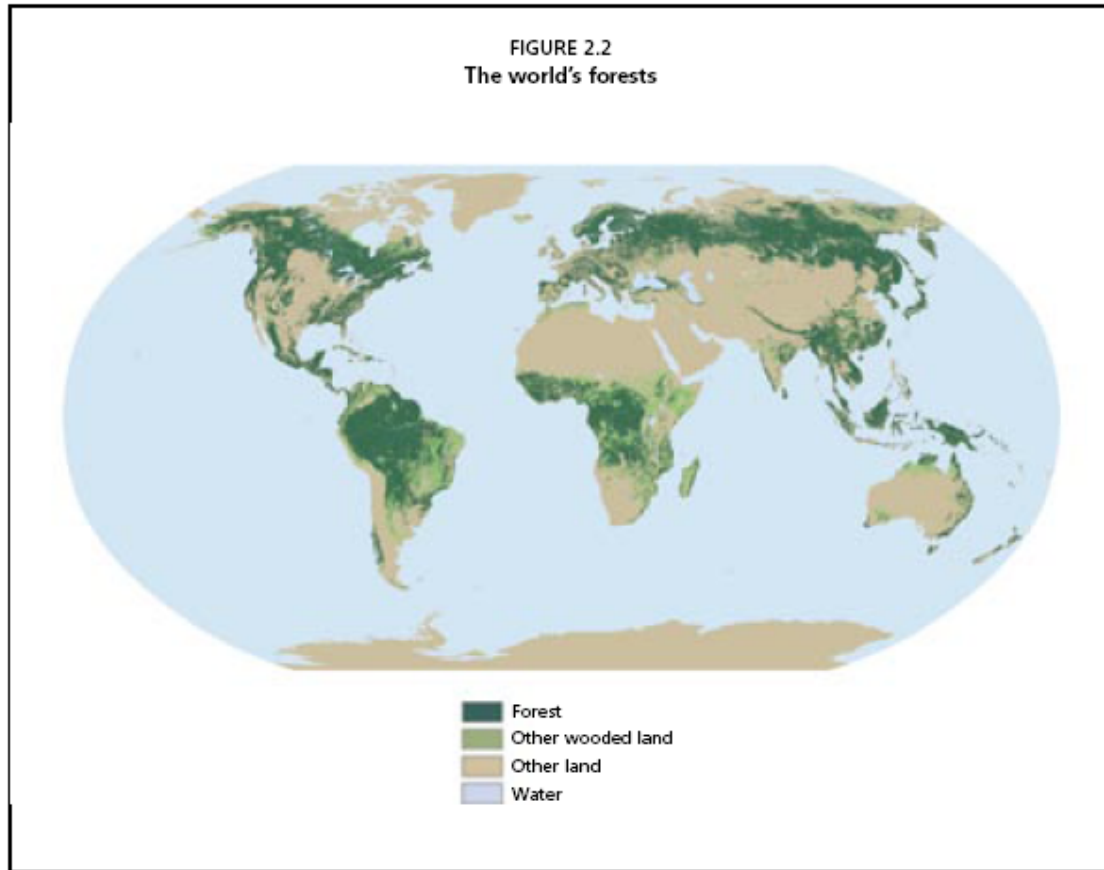 FIGURE 2.2
The world's forests
Forest
Other wooded land
Other land
Water